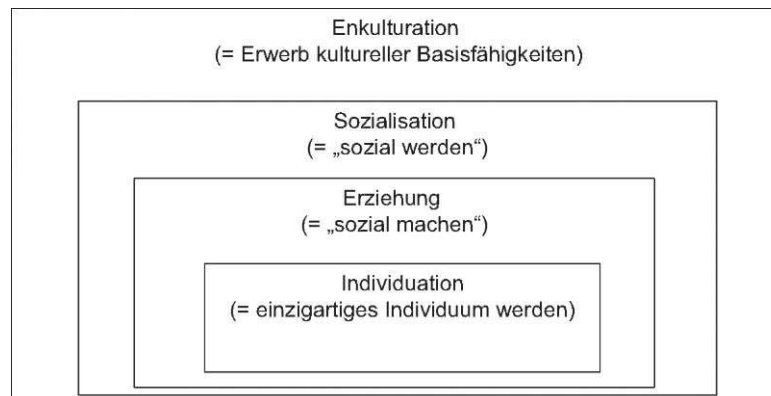 Enkulturation
(= Erwerb kultureller Basisfähigkeiten)
Sozialisation
(= „sozial werden“)
Erziehung
(= „sozial machen“)
Individuation
(= einzigartiges Individuum werden)